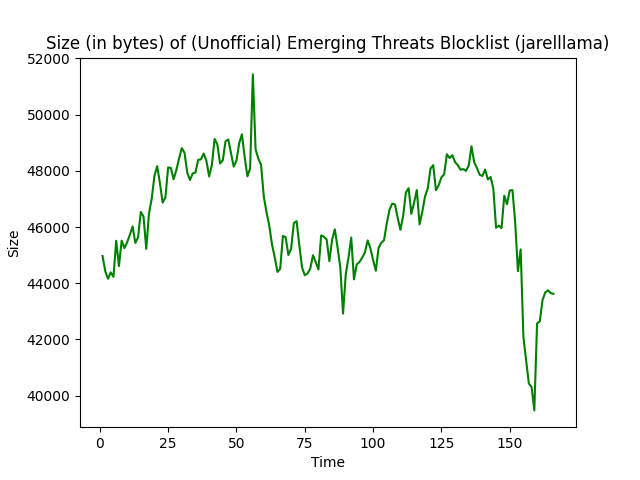 Size (in bytes) of (Unofficial) Emerging Threats Blocklist (jarelllama)
52000
50000
48000
46000
44000
42000
40000
Size
0 25 50 75 100 125 150
Time